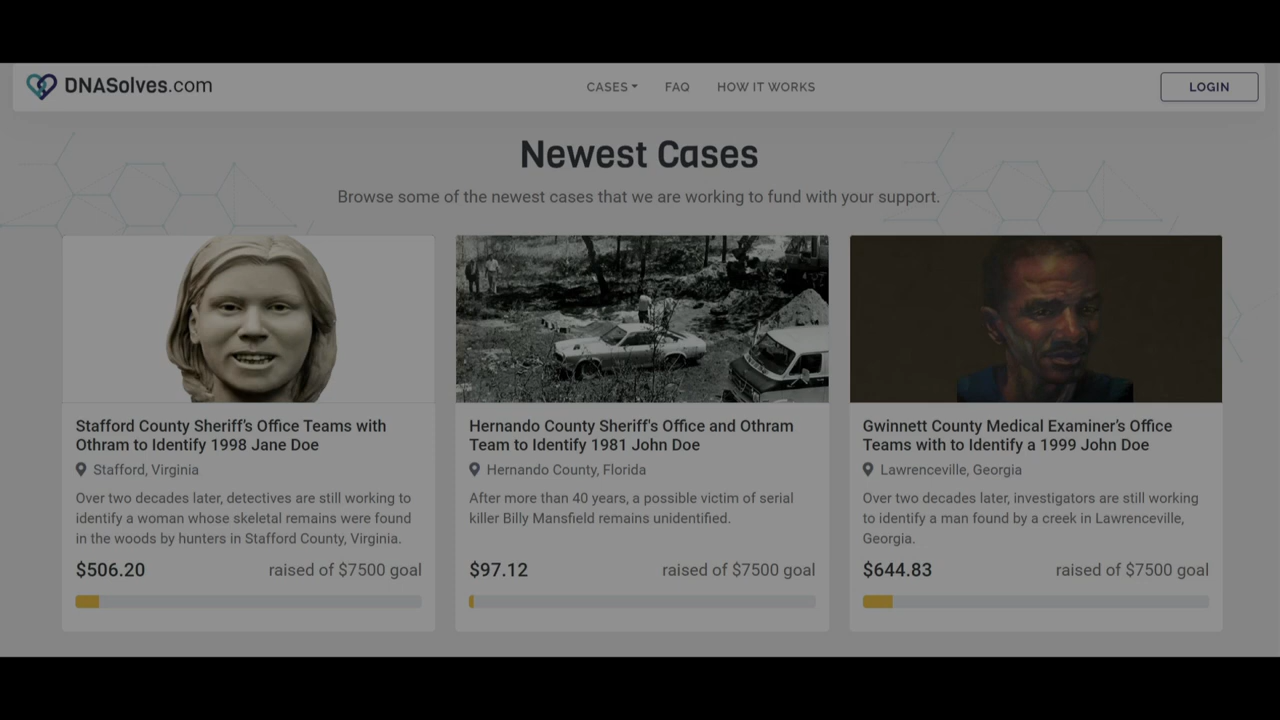 DNASolves.com
CASES FAQ HOW IT WORKS
LOGIN
Newest Cases
Browse some of the newest cases that we are working to fund with your support.
Stafford County Sheriff’s Office Teams with
Othram to Identify 1998 Jane Doe
Stafford, Virginia
Over two decades later, detectives are still working to
identify a woman whose skeletal remains were found
in the woods by hunters in Stafford County, Virginia.
$506.20 raised of $7500 goal
Hernando County Sheriff's Office and Othram
Team to Identify 1981 John Doe
Hernando County, Florida
After more than 40 years, a possible victim of serial
killer Billy Mansfield remains unidentified.
$97.12 raised of $7500 goal
Gwinnett County Medical Examiner’s Office
Teams with to Identify a 1999 John Doe
Lawrenceville, Georgia
Over two decades later, investigators are still working
to identify a man found by a creek in Lawrenceville,
Georgia.
$644.83 raised of $7500 goal